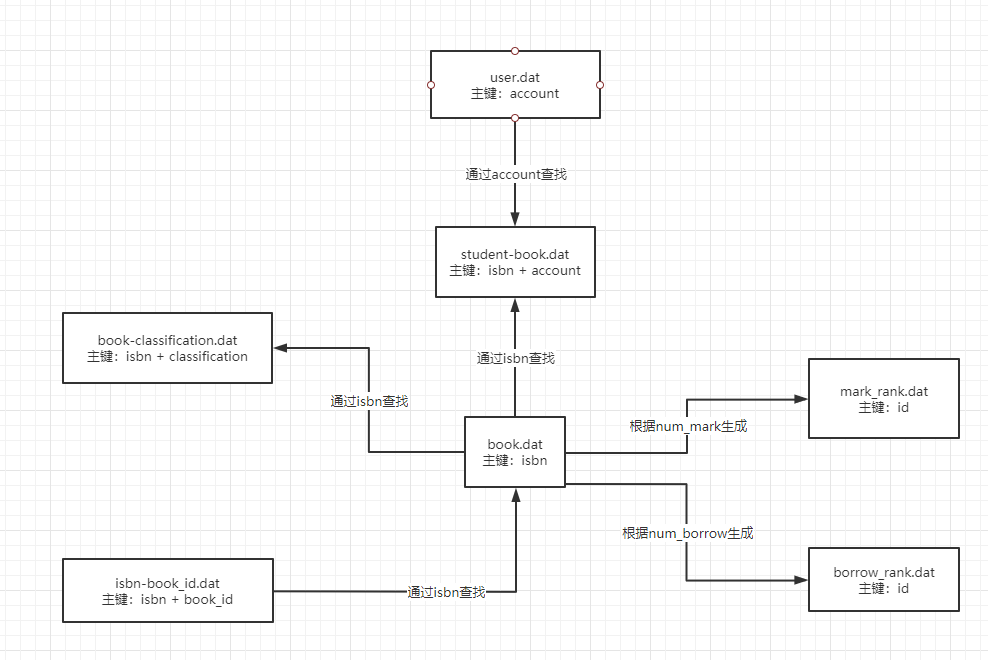 user.dat
主键：account
通过account查找
student-book.dat
主键：isbn + account
book-classification.dat
主键：isbn + classification
通过isbn查找
通过isbn查找
mark_rank.dat
主键：id
根据num_mark生成
book.dat
主键：isbn
根据num_borrow生成
borrow_rank.dat
主键：id
isbn-book_id.dat
主键：isbn + book_id
通过isbn查找